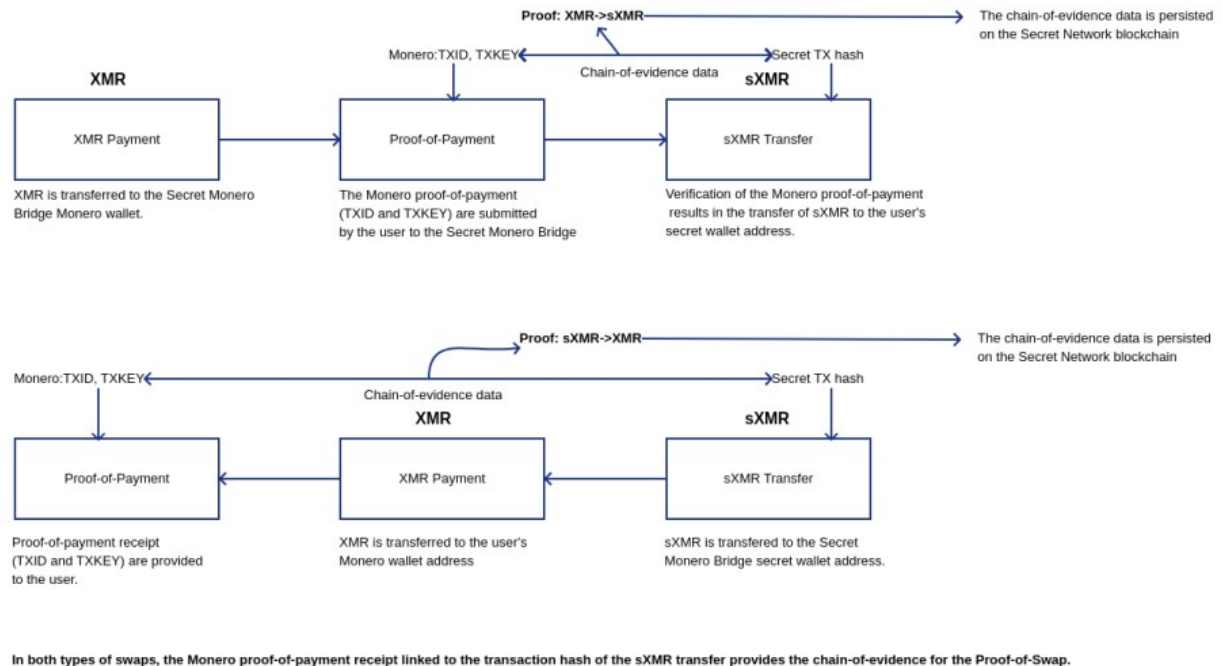 Proof: XMR->sXMR
The chain-of-evidence data is persisted
on the Secret Network blockchain
Monero:TXID, TXKEY
Secret TX hash
Chain-of-evidence data
XMR
sXMR
XMR Payment
Proof-of-Payment
sXMR Transfer
XMR is transferred to the Secret Monero
Bridge Monero wallet.
The Monero proof-of-payment
(TXID and TXKEY) are submitted
by the user to the Secret Monero Bridge
Verification of the Monero proof-of-payment
results in the transfer of sXMR to the user's
secret wallet address.
Proof: sXMR->XMR
The chain-of-evidence data is persisted
on the Secret Network blockchain
Monero:TXID, TXKEY
Secret TX hash
Chain-of-evidence data
XMR
sXMR
Proof-of-Payment
XMR Payment
sXMR Transfer
Proof-of-payment receipt
(TXID and TXKEY) are provided
to the user.
XMR is transferred to the user's
Monero wallet address
sXMR is transfered to the Secret
Monero Bridge secret wallet address.
In both types of swaps, the Monero proof-of-payment receipt linked to the transaction hash of the sXMR transfer provides the chain-of-evidence for the Proof-of-Swap.